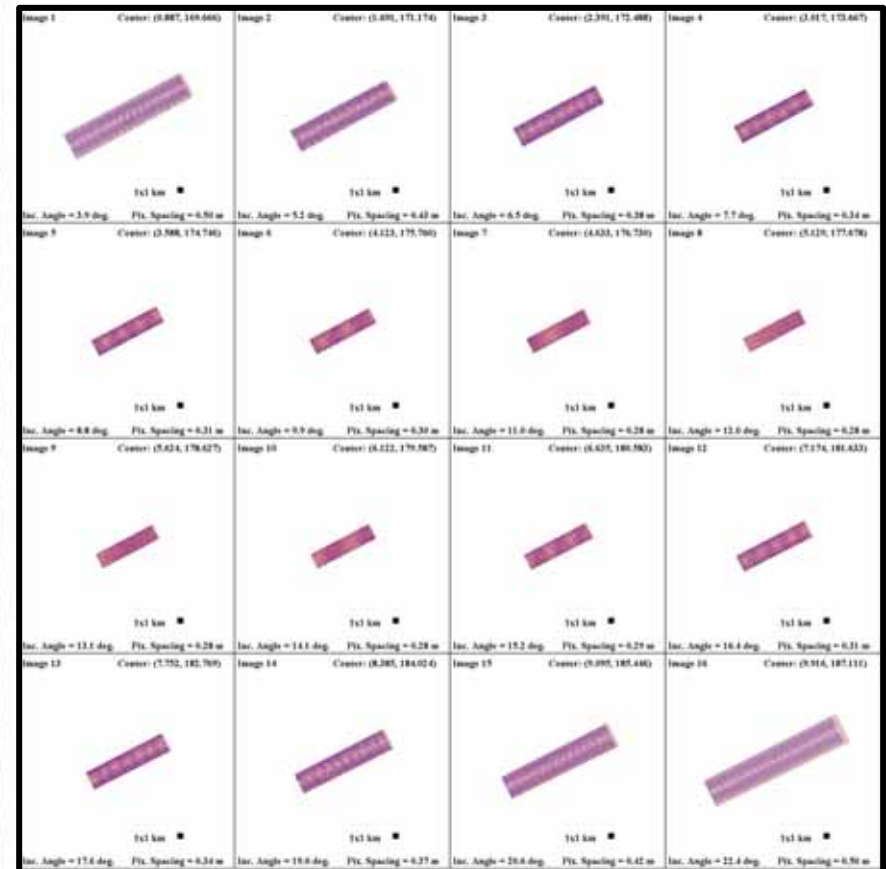 Image 1 Center: (0.887, 169.666) Image 2 Center: (1.691, 171.174) Image 3 Center: (2.391, 172.488) Image 4 Center: (3.017, 173.667)
1x1 km 1x1 km 1x1 km 1x1 km
Inc. Angle = 3.9 deg. Pix. Spacing = 0.50 m Inc. Angle = 5.2 deg. Pix. Spacing = 0.43 m Inc. Angle = 6.5 deg. Pix. Spacing = 0.38 m Inc. Angle = 7.7 deg. Pix. Spacing = 0.34 m
Image 5 Center: (3.588, 174.746) Image 6 Center: (4.123, 175.760) Image 7 Center: (4.633, 176.730) Image 8 Center: (5.129, 177.678)
1x1 km 1x1 km 1x1 km 1x1 km
Inc. Angle = 8.8 deg. Pix. Spacing = 0.31 m Inc. Angle = 9.9 deg. Pix. Spacing = 0.30 m Inc. Angle = 11.0 deg. Pix. Spacing = 0.28 m Inc. Angle = 12.0 deg. Pix. Spacing = 0.28 m
Image 9 Center: (5.624, 178.627) Image 10 Center: (6.122, 179.587) Image 11 Center: (6.635, 180.583) Image 12 Center: (7.174, 181.633)
1x1 km 1x1 km 1x1 km 1x1 km
Inc. Angle = 13.1 deg. Pix. Spacing = 0.28 m Inc. Angle = 14.1 deg. Pix. Spacing = 0.28 m Inc. Angle = 15.2 deg. Pix. Spacing = 0.29 m Inc. Angle = 16.4 deg. Pix. Spacing = 0.31 m
Image 13 Center: (7.752, 182.769) Image 14 Center: (8.385, 184.024) Image 15 Center: (9.095, 185.446) Image 16 Center: (9.916, 187.111)
1x1 km 1x1 km 1x1 km 1x1 km
Inc. Angle = 17.6 deg. Pix. Spacing = 0.34 m Inc. Angle = 19.0 deg. Pix. Spacing = 0.37 m Inc. Angle = 20.6 deg. Pix. Spacing = 0.42 m Inc. Angle = 22.4 deg. Pix. Spacing = 0.50 m